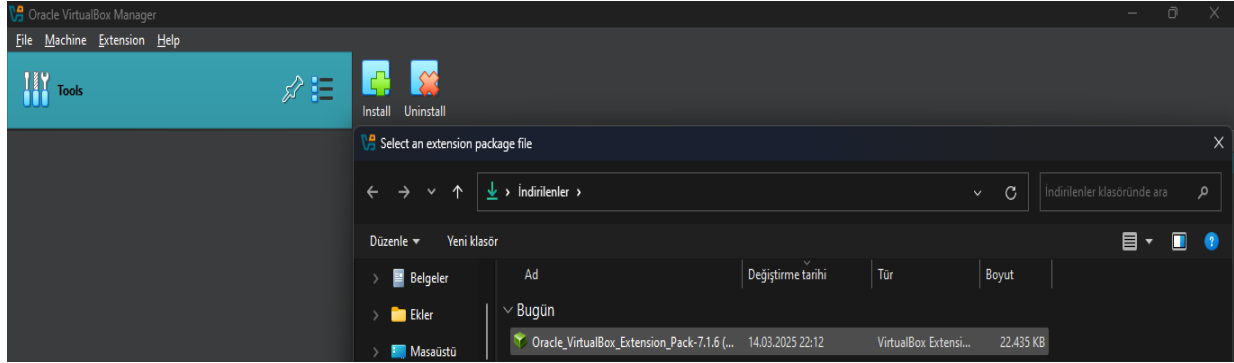 Oracle VirtualBox Manager
File Machine Extension Help
Tools
Install Uninstall
Select an extension package file
İndirilenler
İndirilenler klasöründe ara
Düzenle Yeni klasör
Ad Değiştirme tarihi Tür Boyut
Belgeler
Bugün
Ekler
Oracle_VirtualBox_Extension_Pack-7.1.6 (... 14.03.2025 22:12 VirtualBox Extensi... 22.435 KB
Masaüstü